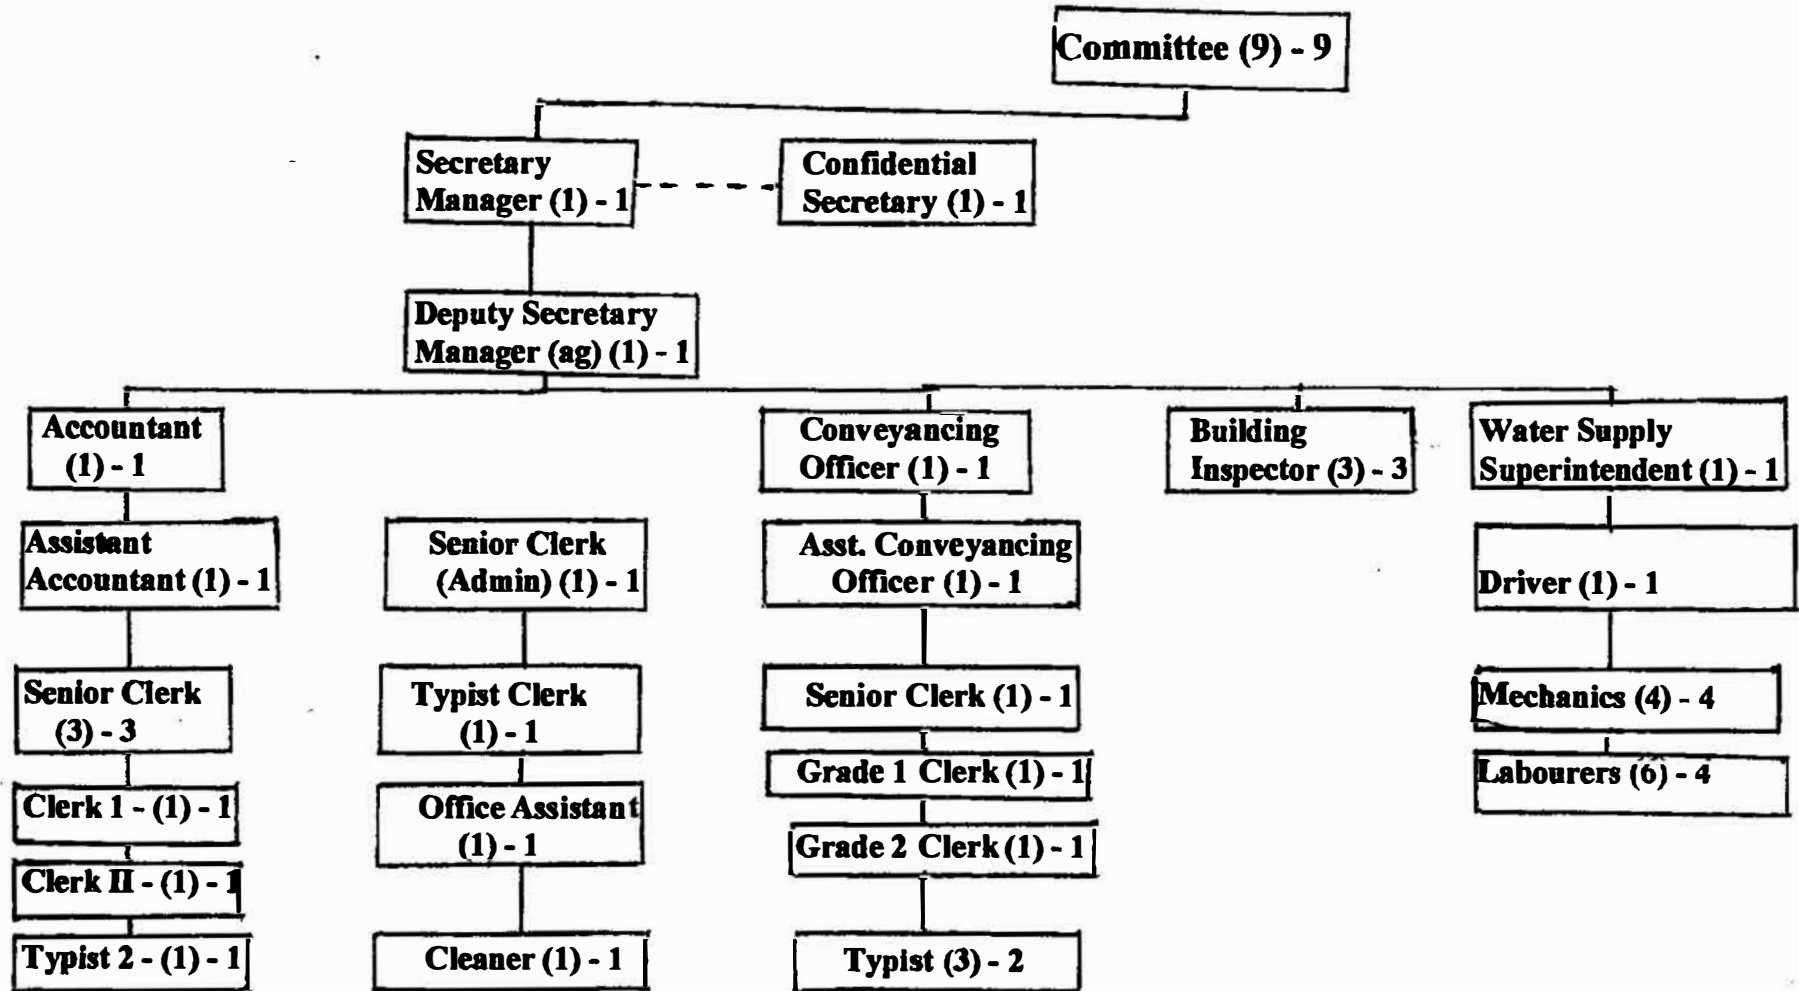 Committee (9) - 9
Secretary
Manager (1) - 1
Confidential
Secretary (1) - 1
Deputy Secretary
Manager (ag) (1) - 1
Accountant
(1) - 1
Conveyancing
Officer (1) - 1
Building
Inspector (3) - 3
Water Supply
Superintendent (1) - 1
Assistant
Accountant (1) - 1
Senior Clerk
(Admin) (1) - 1
Asst. Conveyancing
Officer (1) - 1
Driver (1) - 1
Senior Clerk
(3) - 3
Typist Clerk
(1) - 1
Senior Clerk (1) - 1
Mechanics (4) - 4
Clerk 1 - (1) - 1
Office Assistant
(1) - 1
Grade 1 Clerk (1) - 1
Labourers (6) - 4
Clerk II - (1) - 1
Grade 2 Clerk (1) - 1
Typist 2 - (1) - 1
Cleaner (1) - 1
Typist (3) - 2